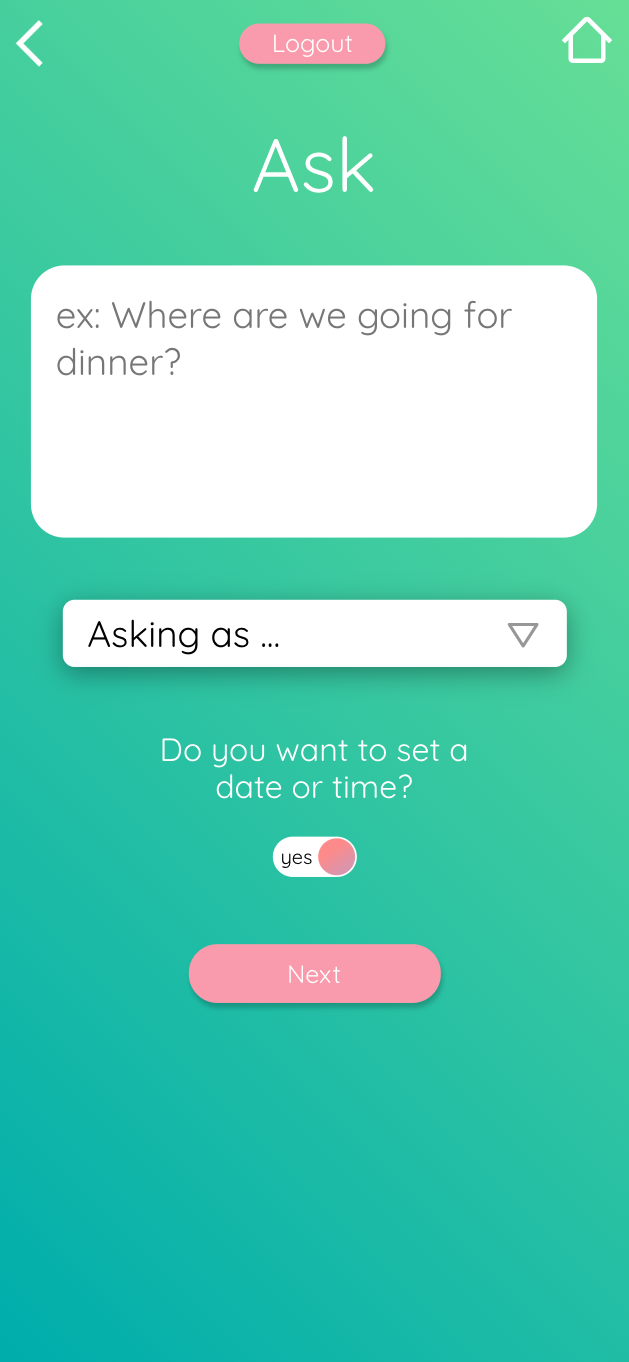 Logout
Ask
ex: Where are we going for
dinner?
Asking as ...
Do you want to set a
date or time?
yes
Next